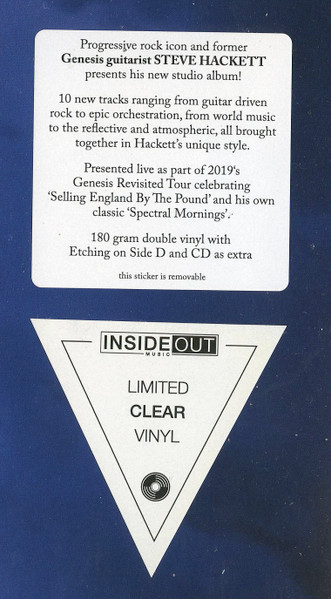 Progressive rock icon and former
Genesis guitarist STEVE HACKETT
presents his new studio album!
10 new tracks ranging from guitar driven
rock to epic orchestration, from world music
to the reflective and atmospheric, all brought
together in Hackett's unique style.
Presented live as part of 2019's
Genesis Revisited Tour celebrating
'Selling England By The Pound' and his own
classic 'Spectral Mornings'.
180 gram double vinyl with
Etching on Side D and CD as extra
this sticker is removable
INSIDEOUT
MUSIC
LIMITED
CLEAR
VINYL